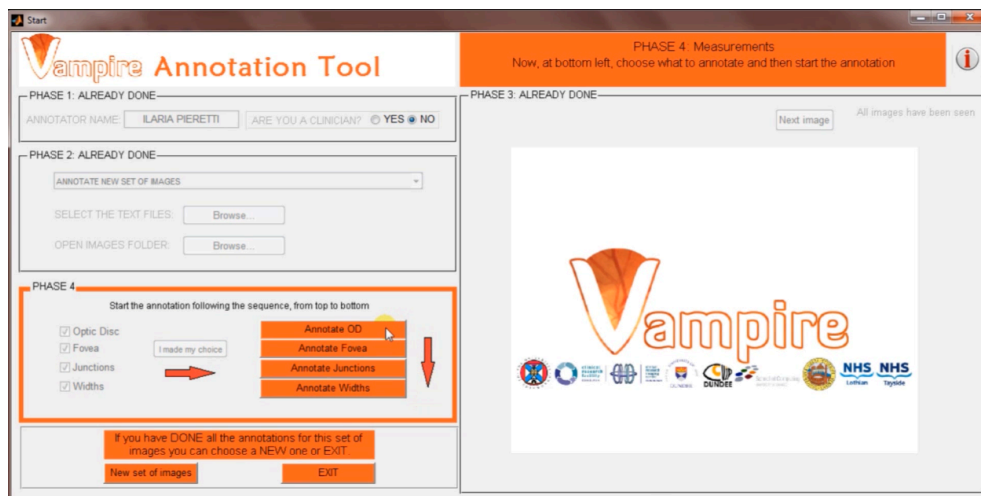 Start
Vampire Annotation Tool
PHASE 4: Measurements
Now, at bottom left, choose what to annotate and then start the annotation
PHASE 1: ALREADY DONE
ANNOTATOR NAME: ILARIA PIERETTI ARE YOU A CLINICIAN? YES NO
PHASE 2: ALREADY DONE
ANNOTATE NEW SET OF IMAGES
SELECT THE TEXT FILES: Browse...
OPEN IMAGES FOLDER: Browse...
PHASE 4
Start the annotation following the sequence, from top to bottom
Optic Disc
Fovea
Junctions
Widths
I made my choice
Annotate OD
Annotate Fovea
Annotate Junctions
Annotate Widths
If you have DONE all the annotations for this set of
images you can choose a NEW one or EXIT
New set of images EXIT
PHASE 3: ALREADY DONE
Next image All images have been seen
Vampire
DUNDEE
DUNDEE
NHS NHS
Lothian Tayside